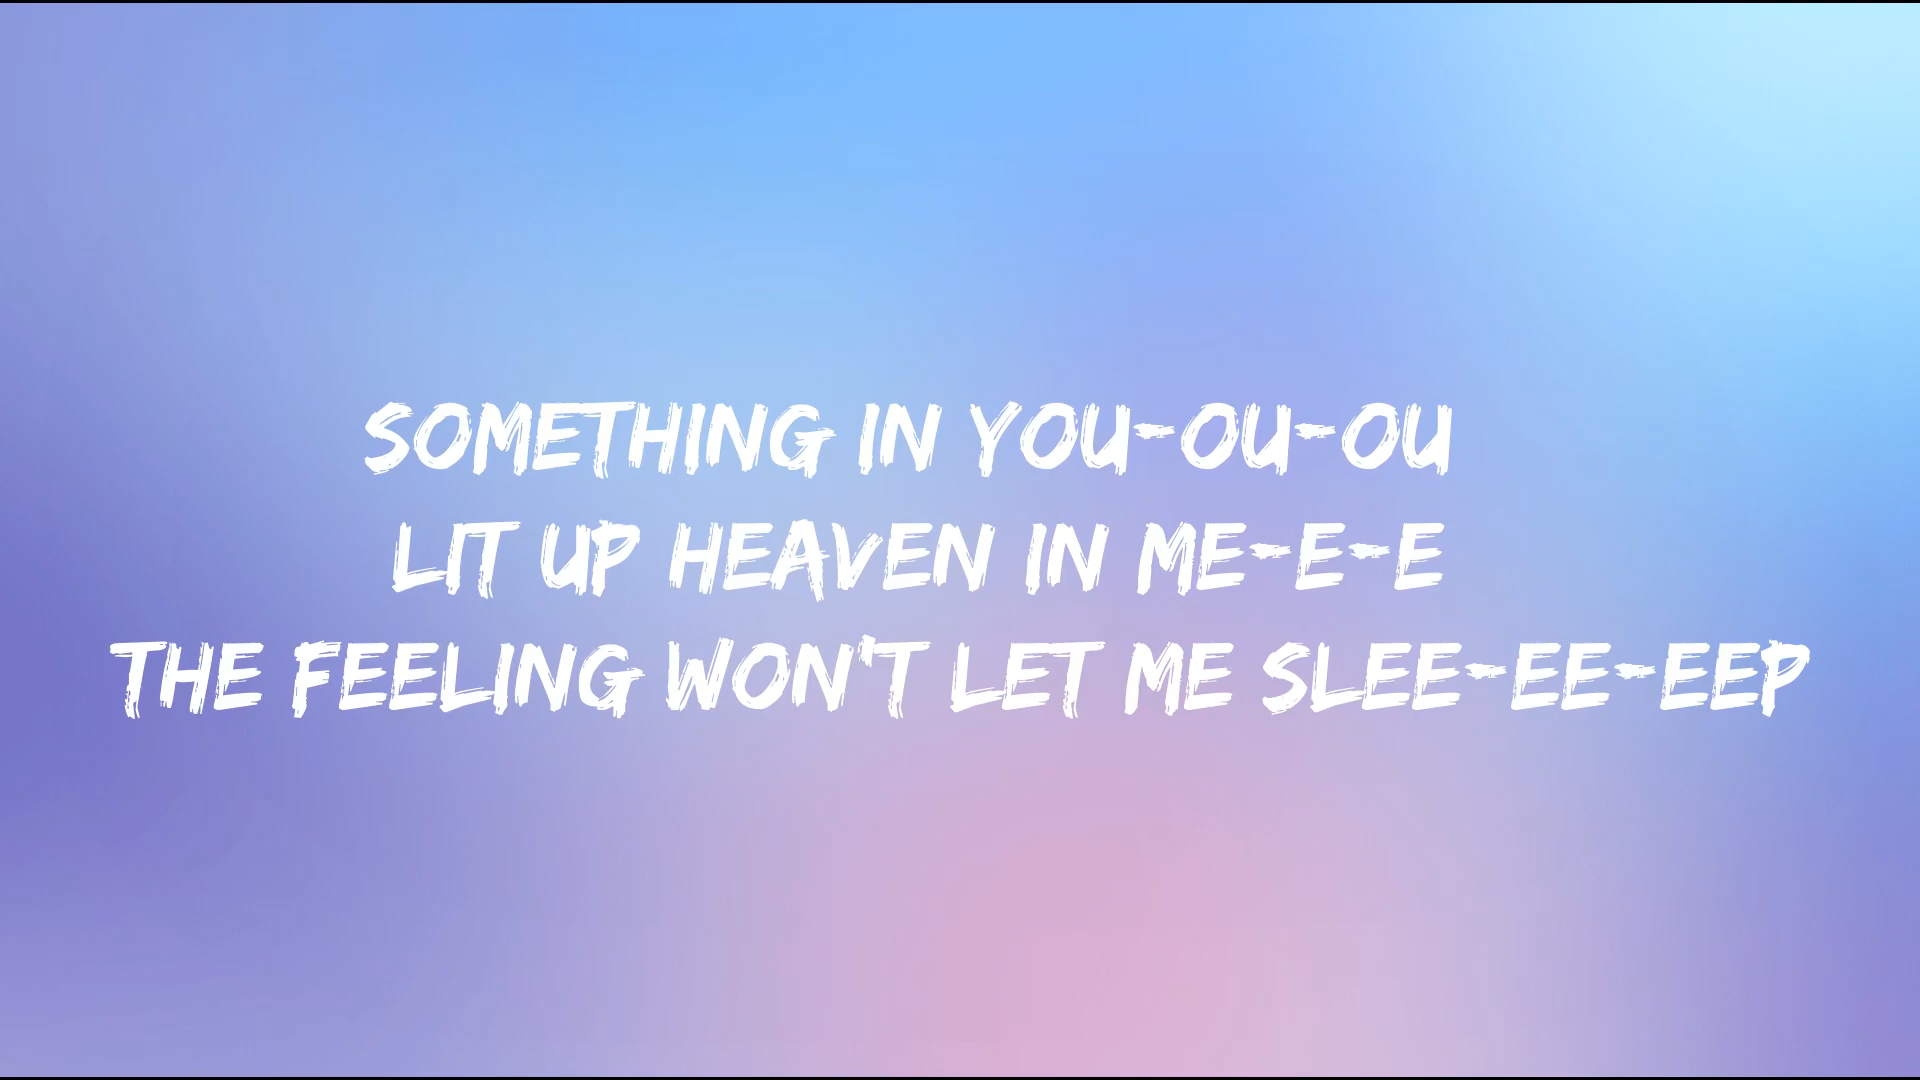 SOMETHING IN YOU-OU-OU
LIT UP HEAVEN IN ME-E-E
THE FEELING WON'T LET ME SLEE-EE-EEP